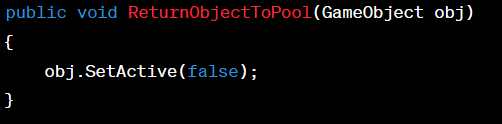 public void ReturnObjectToPool(GameObject obj)
{
    obj.SetActive(false);
}